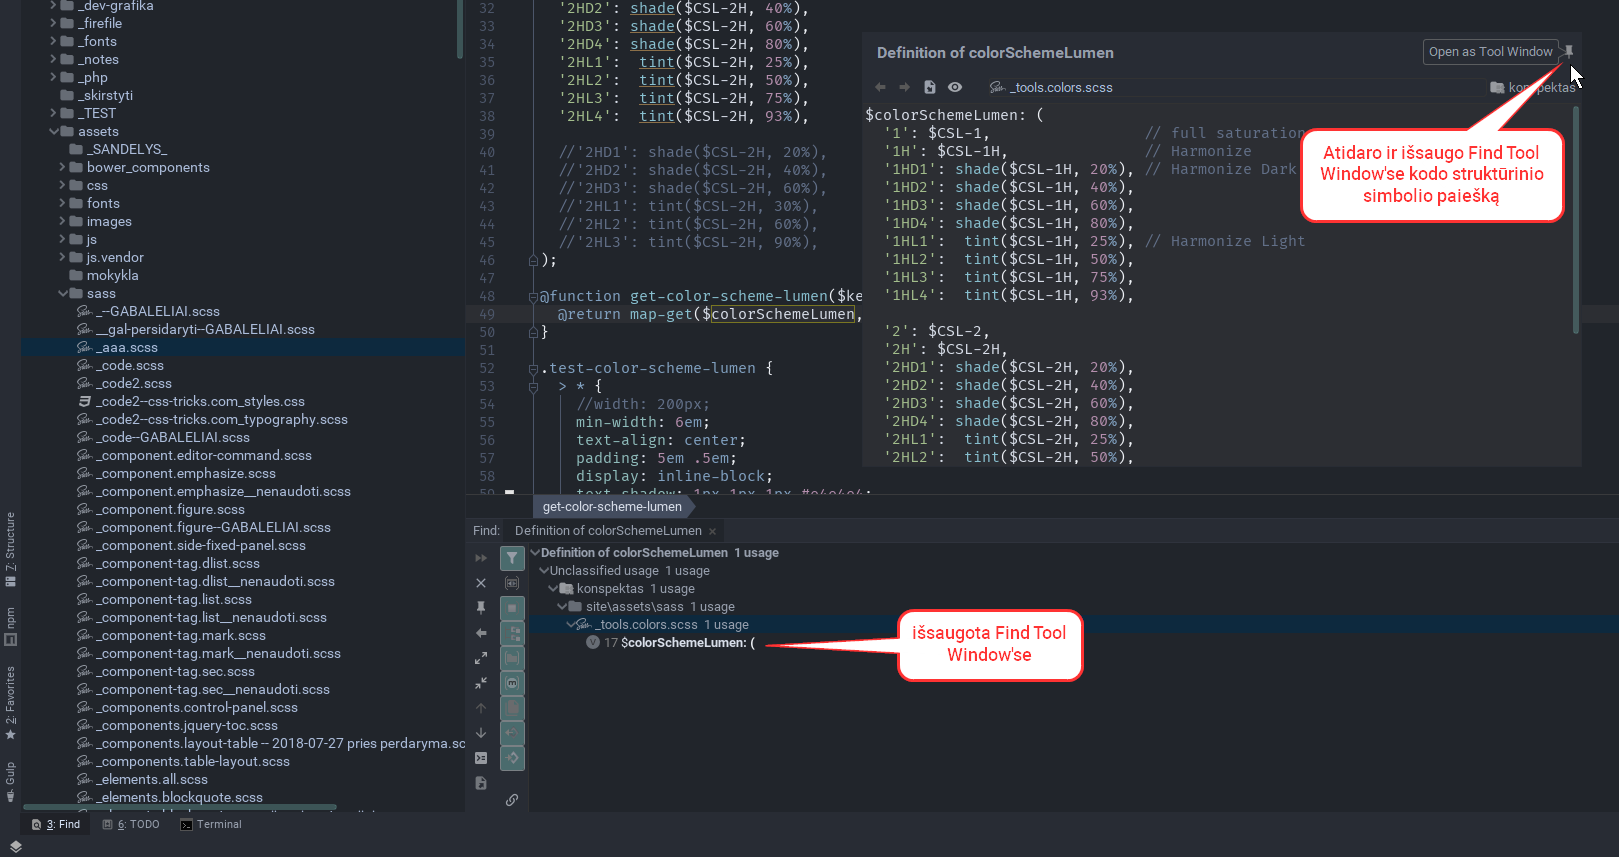 _dev-grafika
_firefile
_fonts
_notes
_php
_skirstyti
_TEST
assets
_SANDELYS_
bower_components
css
fonts
images
js
js.vendor
mokykla
sass
_--GABALELIAI.scss
__gal-persidaryti--GABALELIAI.scss
_aaa.scss
_code.scss
_code2.scss
_code2--css-tricks.com_styles.css
_code2--css-tricks.com_typography.scss
_code--GABALELIAI.scss
_component.editor-command.scss
_component.emphasize.scss
_component.emphasize__nenaudoti.scss
_component.figure.scss
_component.figure--GABALELIAI.scss
_component.side-fixed-panel.scss
_component-tag.dlist.scss
_component-tag.dlist__nenaudoti.scss
_component-tag.list.scss
_component-tag.list__nenaudoti.scss
_component-tag.mark.scss
_component-tag.mark__nenaudoti.scss
_component-tag.sec.scss
_component-tag.sec__nenaudoti.scss
_components.control-panel.scss
_components.jquery-toc.scss
_components.layout-table -- 2018-07-27 pries perdaryma.sc
_components.table-layout.scss
_elements.all.scss
_elements.blockquote.scss
Z: Structure
npm
2: Favorites
Gulp
32 '2HD2': shade($CSL-2H, 40%),
33 '2HD3': shade($CSL-2H, 60%),
34 '2HD4': shade($CSL-2H, 80%),
35 '2HL1': tint($CSL-2H, 25%),
36 '2HL2': tint($CSL-2H, 50%),
37 '2HL3': tint($CSL-2H, 75%),
38 '2HL4': tint($CSL-2H, 93%),
39
40 //'2HD1': shade($CSL-2H, 20%),
41 //'2HD2': shade($CSL-2H, 40%),
42 //'2HD3': shade($CSL-2H, 60%),
43 //'2HL1': tint($CSL-2H, 30%),
44 //'2HL2': tint($CSL-2H, 60%),
45 //'2HL3': tint($CSL-2H, 90%),
46 );
47
48 @function get-color-scheme-lumen($ke
49 @return map-get($colorSchemeLumen,
50 }
51
52 .test-color-scheme-lumen {
53 > * {
54 //width: 200px;
55 min-width: 6em;
56 text-align: center;
57 padding: 5em .5em;
58 display: inline-block;
59 text-shadow: 1px 1px 1px #e4e4e4;
get-color-scheme-lumen
Definition of colorSchemeLumen
Open as Tool Window
_tools.colors.scss
konspektas
$colorSchemeLumen: (
'1': $CSL-1, // full saturation
'1H': $CSL-1H, // Harmonize
'1HD1': shade($CSL-1H, 20%), // Harmonize Dark
'1HD2': shade($CSL-1H, 40%),
'1HD3': shade($CSL-1H, 60%),
'1HD4': shade($CSL-1H, 80%),
'1HL1': tint($CSL-1H, 25%), // Harmonize Light
'1HL2': tint($CSL-1H, 50%),
'1HL3': tint($CSL-1H, 75%),
'1HL4': tint($CSL-1H, 93%),
'2': $CSL-2,
'2H': $CSL-2H,
'2HD1': shade($CSL-2H, 20%),
'2HD2': shade($CSL-2H, 40%),
'2HD3': shade($CSL-2H, 60%),
'2HD4': shade($CSL-2H, 80%),
'2HL1': tint($CSL-2H, 25%),
'2HL2': tint($CSL-2H, 50%),
Atidaro ir išsaugo Find Tool
Window'se kodo struktūrinio
simbolio paiešką
Find: Definition of colorSchemeLumen ×
Definition of colorSchemeLumen 1 usage
Unclassified usage 1 usage
konspektas 1 usage
site\assets\sass 1 usage
_tools.colors.scss 1 usage
17 $colorSchemeLumen: (
išsaugota Find Tool
Window'se
3: Find
6: TODO
Terminal